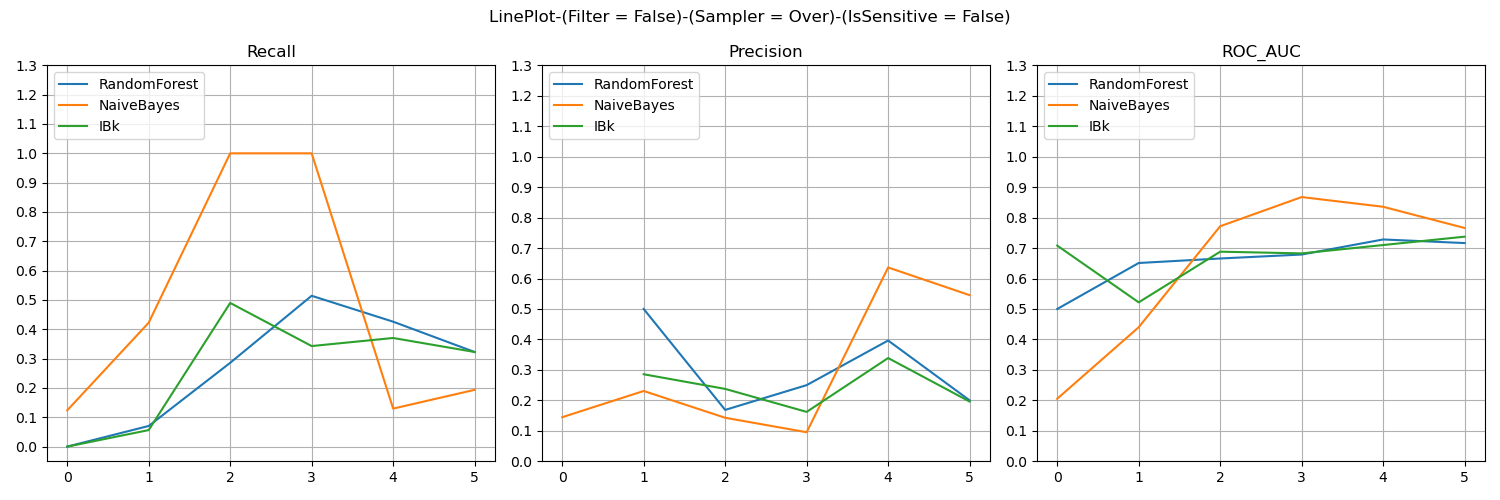 LinePlot-(Filter = False)-(Sampler = Over)-(IsSensitive = False)
Recall
1.3
1.2
1.1
1.0
0.9
0.8
0.7
0.6
0.5
0.4
0.3
0.2
0.1
0.0
RandomForest
NaiveBayes
IBk
0 1 2 3 4 5
Precision
1.3
1.2
1.1
1.0
0.9
0.8
0.7
0.6
0.5
0.4
0.3
0.2
0.1
0.0
RandomForest
NaiveBayes
IBk
0 1 2 3 4 5
ROC_AUC
1.3
1.2
1.1
1.0
0.9
0.8
0.7
0.6
0.5
0.4
0.3
0.2
0.1
0.0
RandomForest
NaiveBayes
IBk
0 1 2 3 4 5